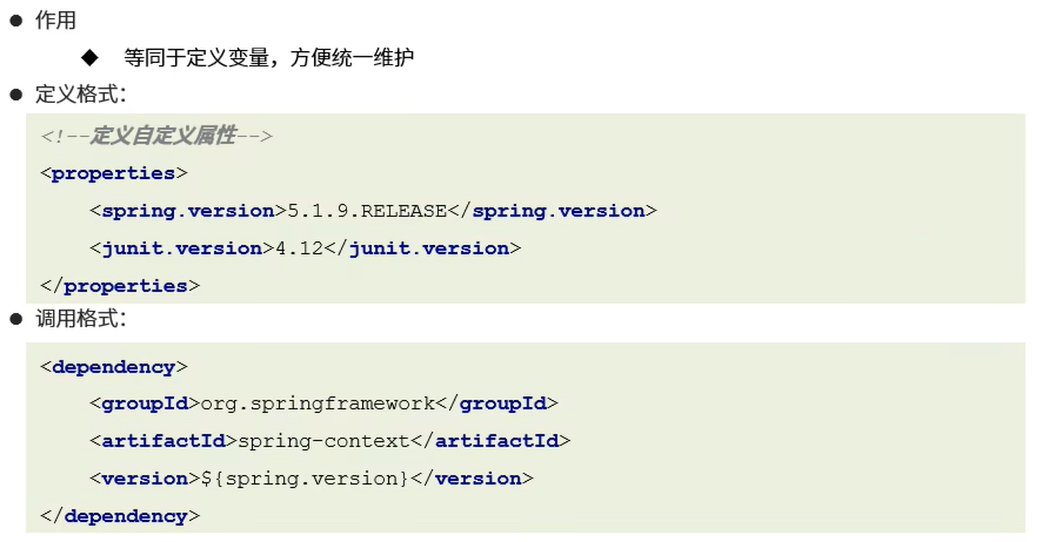 ● 作用
◆ 等同于定义变量，方便统一维护
● 定义格式：
<!--定义自定义属性-->
<properties>
    <spring.version>5.1.9.RELEASE</spring.version>
    <junit.version>4.12</junit.version>
</properties>
● 调用格式：
<dependency>
    <groupId>org.springframework</groupId>
    <artifactId>spring-context</artifactId>
    <version>${spring.version}</version>
</dependency>